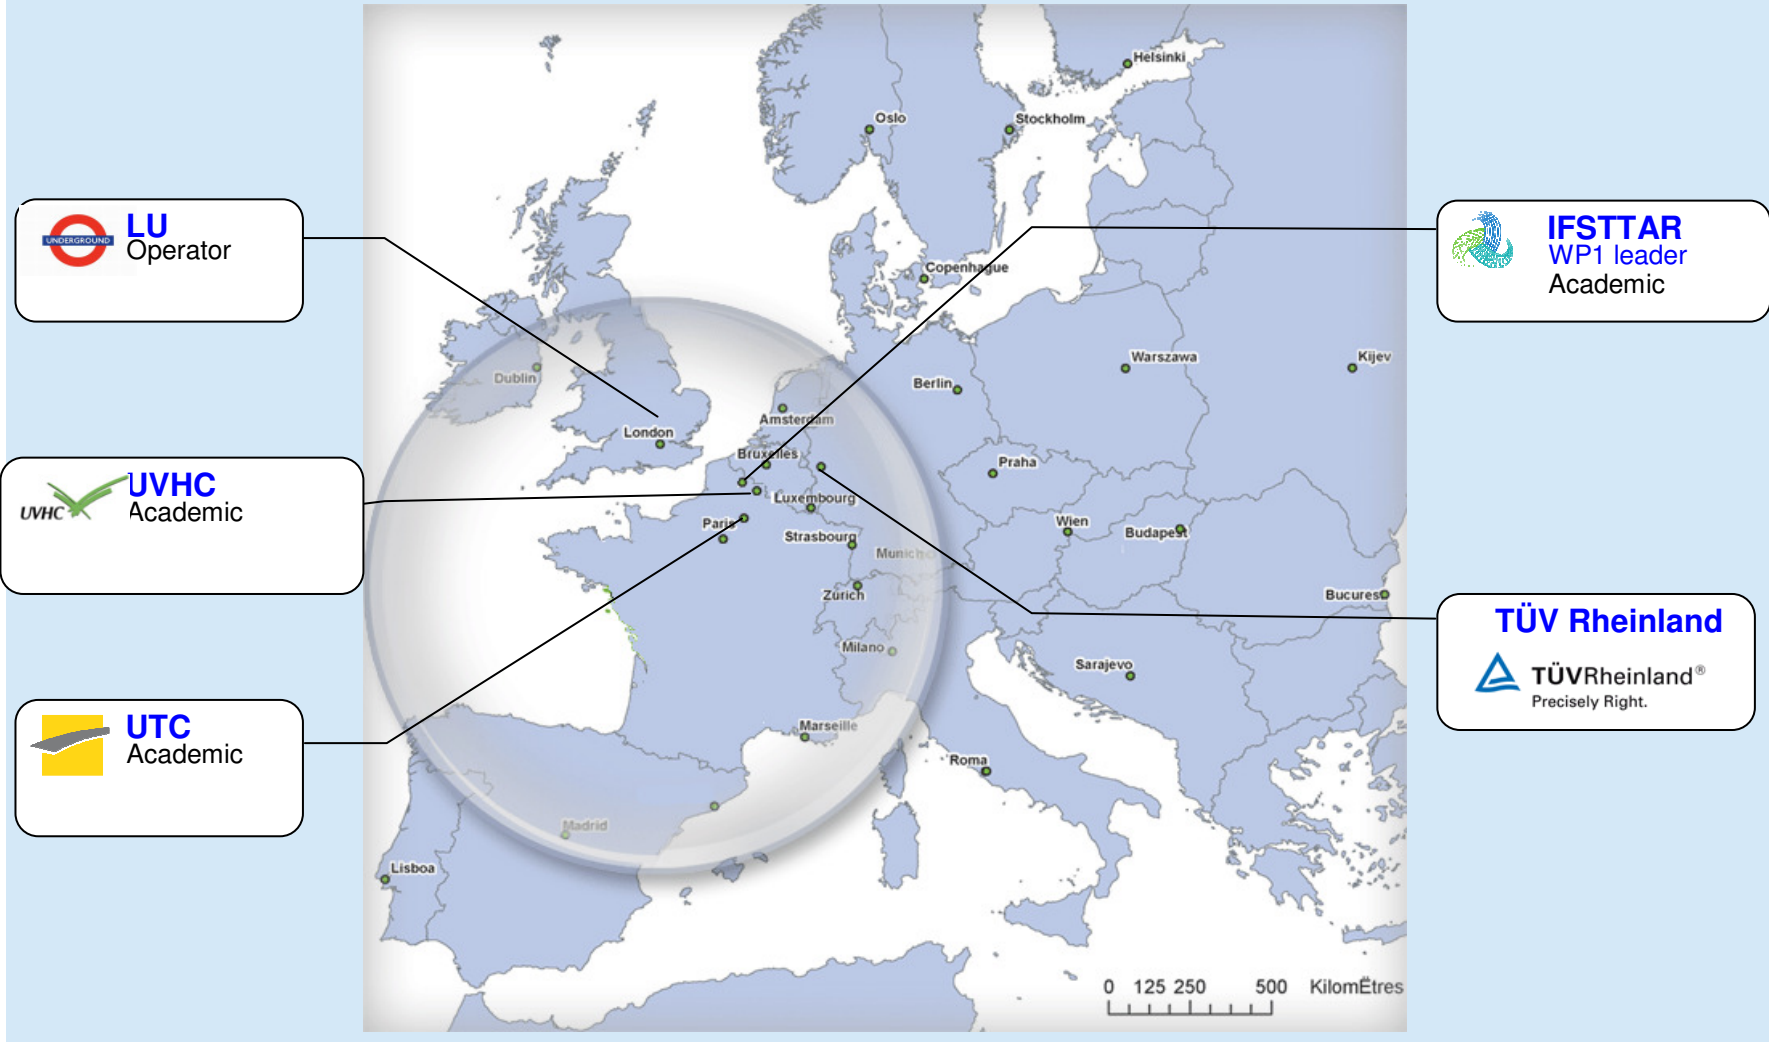 UNDERGROUND
LU
Operator
UVHC
UVHC
Academic
UTC
Academic
IFSTTAR
WP1 leader
Academic
TÜV Rheinland
TÜVRheinland®
Precisely Right.
Helsinki
Oslo
Stockholm
Copenhague
Dublin
Warszawa
Kijev
Berlin
Amsterdam
London
Bruxelles
Praha
Luxembourg
Paris
Wien
Budapest
Strasbourg
Munich
Zürich
Bucures
Milano
Sarajevo
Marseille
Roma
Madrid
Lisboa
0 125 250 500 KilomËtres